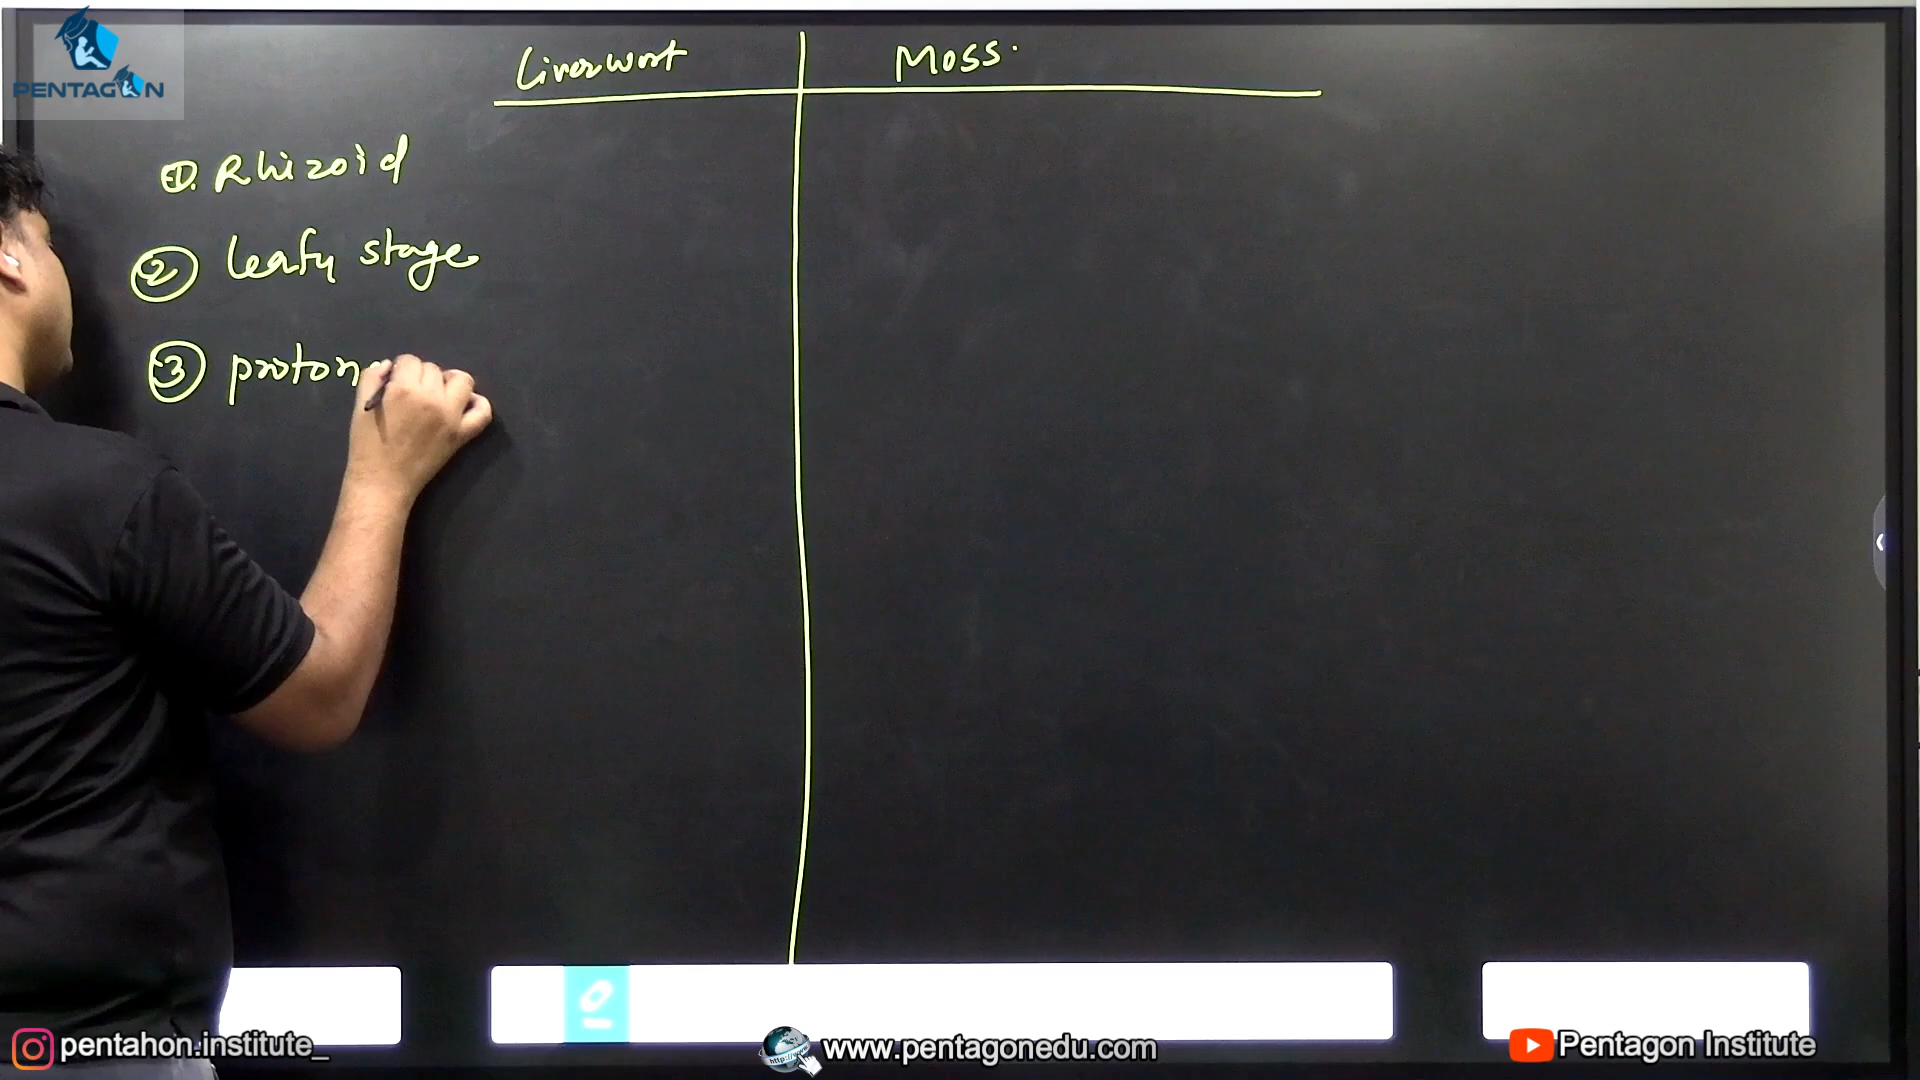 PENTAGON
Liverwort
Moss.
①. Rhizoid
② leafy stage
③ proton
pentahon.institute_
www.pentagonedu.com
Pentagon Institute